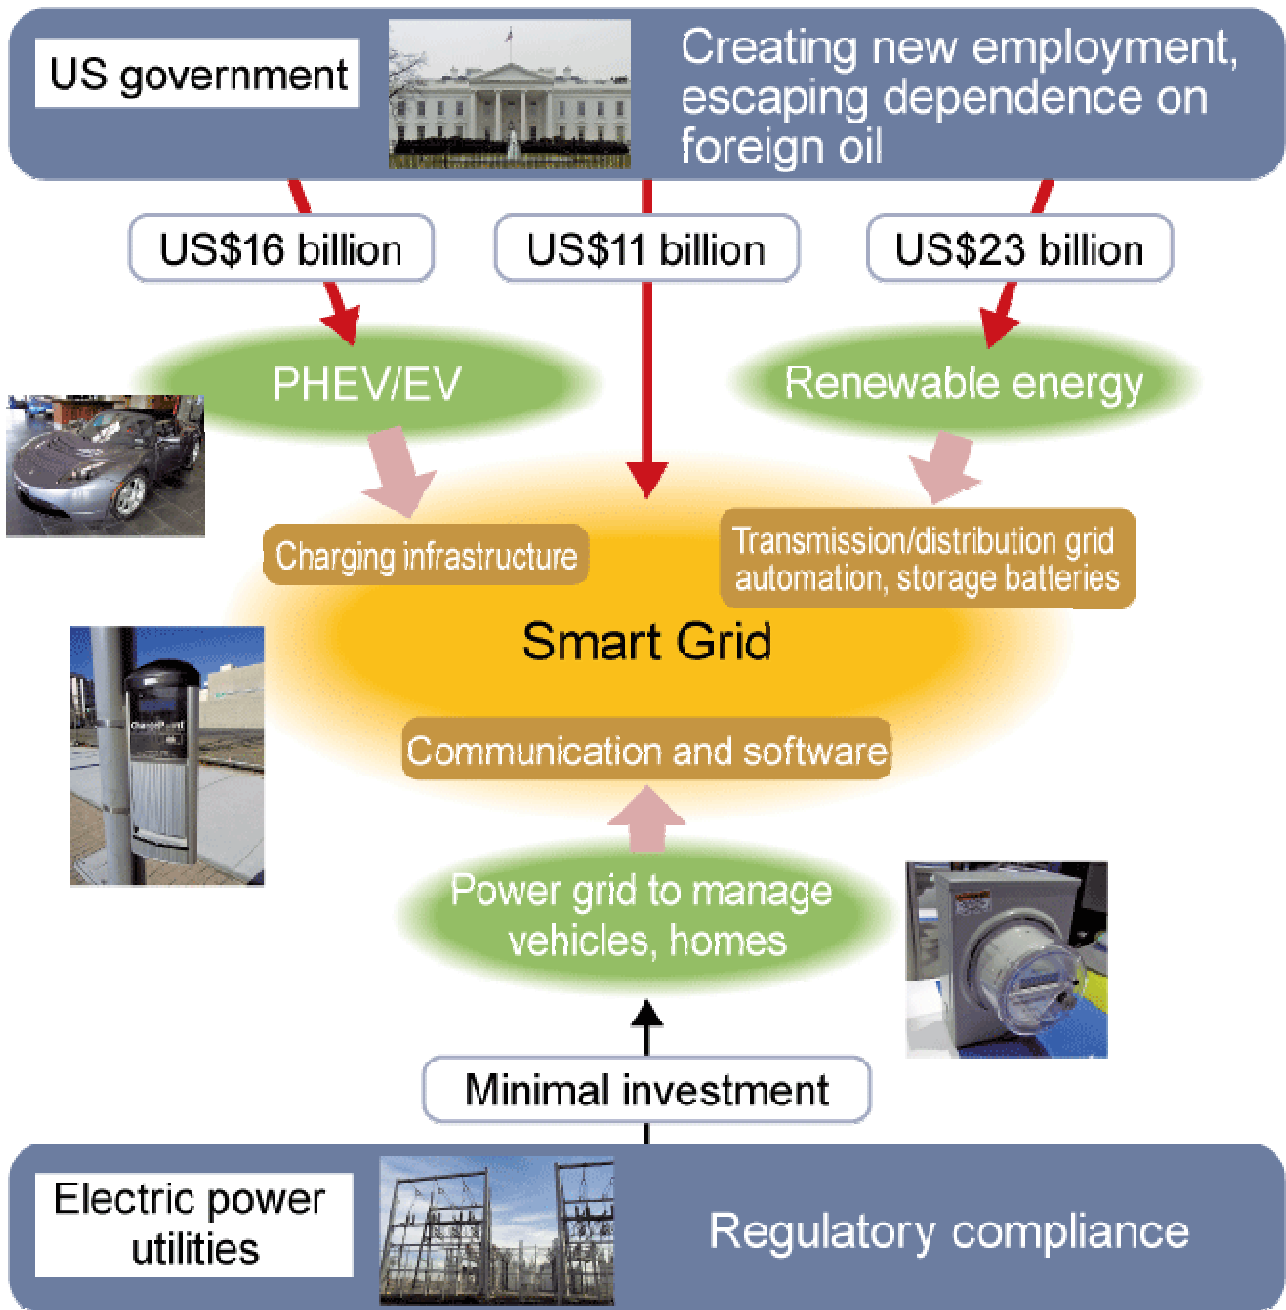 US government
Creating new employment,
escaping dependence on
foreign oil
US$16 billion
US$11 billion
US$23 billion
PHEV/EV
Renewable energy
Charging infrastructure
Transmission/distribution grid
automation, storage batteries
Smart Grid
Communication and software
Power grid to manage
vehicles, homes
Minimal investment
Electric power
utilities
Regulatory compliance